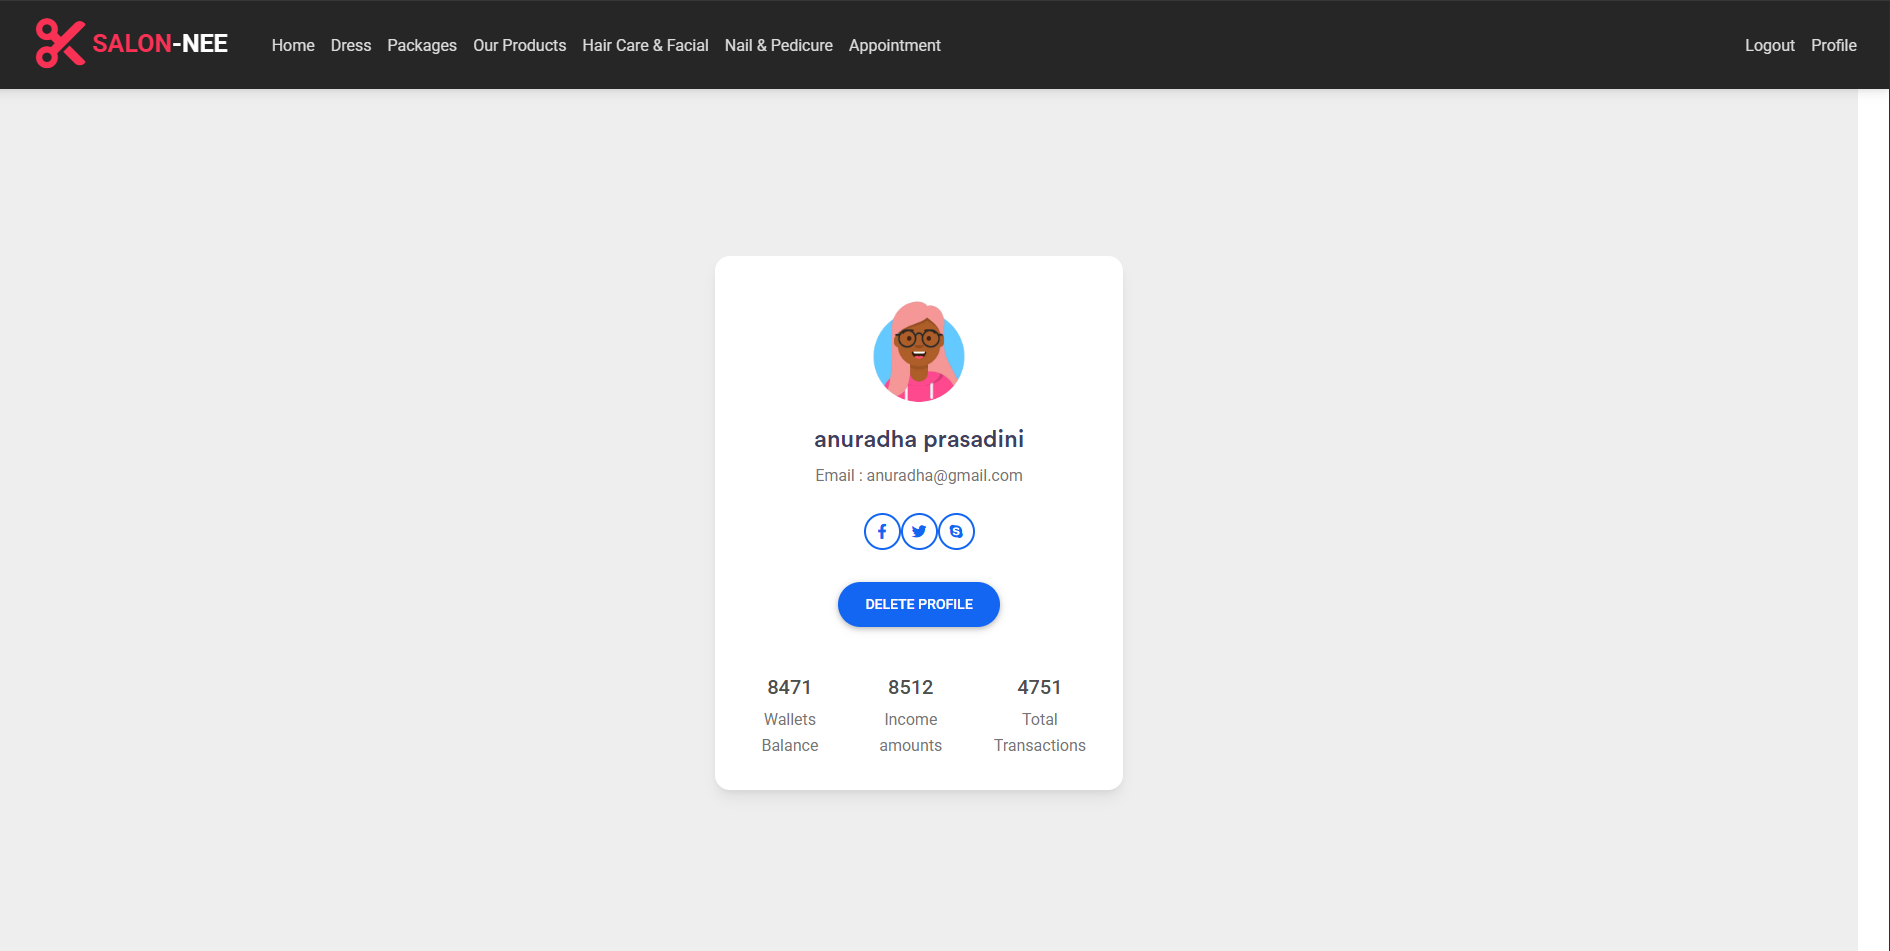 SALON-NEE Home Dress Packages Our Products Hair Care & Facial Nail & Pedicure Appointment Logout Profile
anuradha prasadini
Email : anuradha@gmail.com
DELETE PROFILE
8471 8512 4751
Wallets Income Total
Balance amounts Transactions